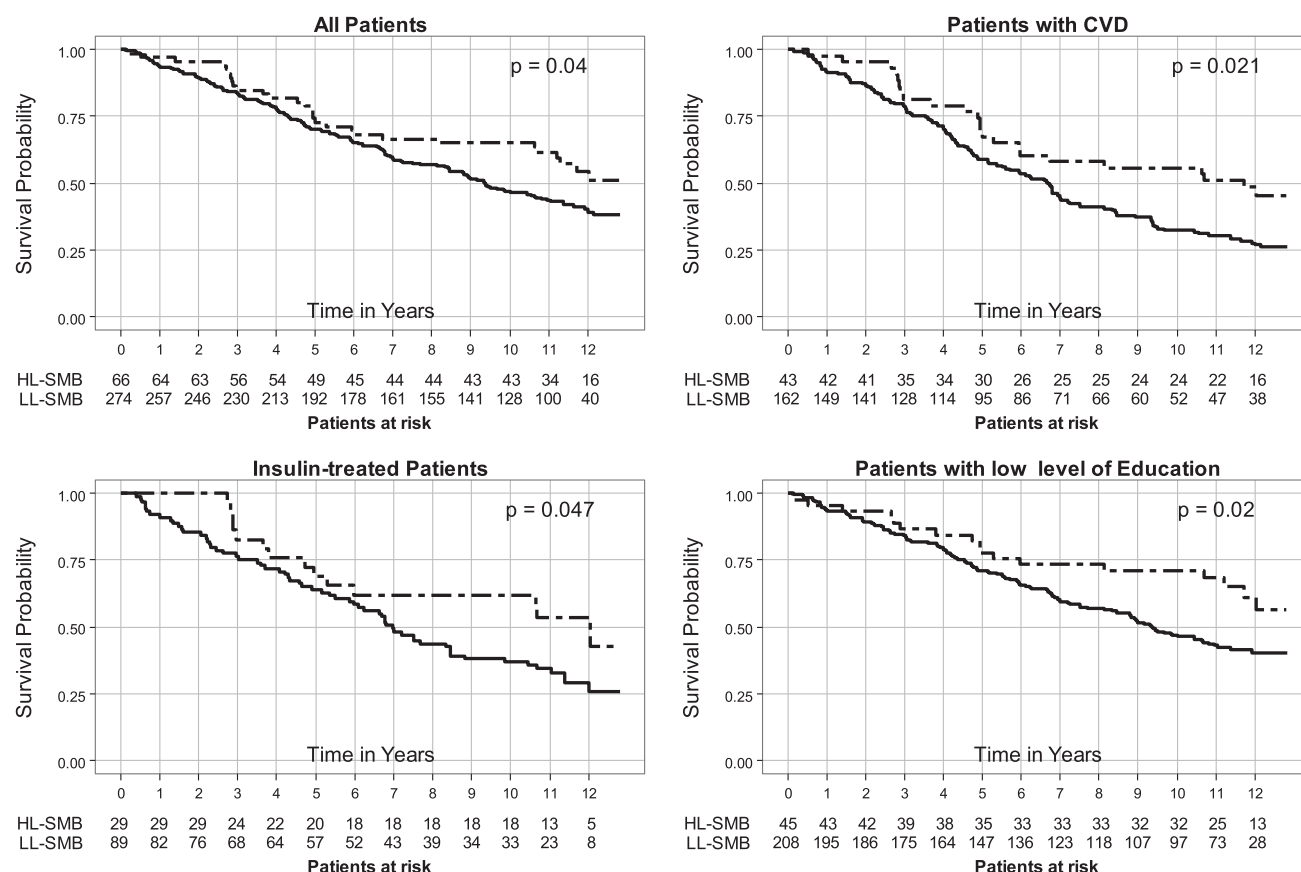 All Patients
1.00
0.75
0.50
0.25
0.00
Survival Probability
p = 0.04
Time in Years
0 1 2 3 4 5 6 7 8 9 10 11 12
HL-SMB 66 64 63 56 54 49 45 44 44 43 43 34 16
LL-SMB 274 257 246 230 213 192 178 161 155 141 128 100 40
Patients at risk
Patients with CVD
1.00
0.75
0.50
0.25
0.00
Survival Probability
p = 0.021
Time in Years
0 1 2 3 4 5 6 7 8 9 10 11 12
HL-SMB 43 42 41 35 34 30 26 25 25 24 24 22 16
LL-SMB 162 149 141 128 114 95 86 71 66 60 52 47 38
Patients at risk
Insulin-treated Patients
1.00
0.75
0.50
0.25
0.00
Survival Probability
p = 0.047
Time in Years
0 1 2 3 4 5 6 7 8 9 10 11 12
HL-SMB 29 29 29 24 22 20 18 18 18 18 18 13 5
LL-SMB 89 82 76 68 64 57 52 43 39 34 33 23 8
Patients at risk
Patients with low level of Education
1.00
0.75
0.50
0.25
0.00
Survival Probability
p = 0.02
Time in Years
0 1 2 3 4 5 6 7 8 9 10 11 12
HL-SMB 45 43 42 39 38 35 33 33 33 32 32 25 13
LL-SMB 208 195 186 175 164 147 136 123 118 107 97 73 28
Patients at risk